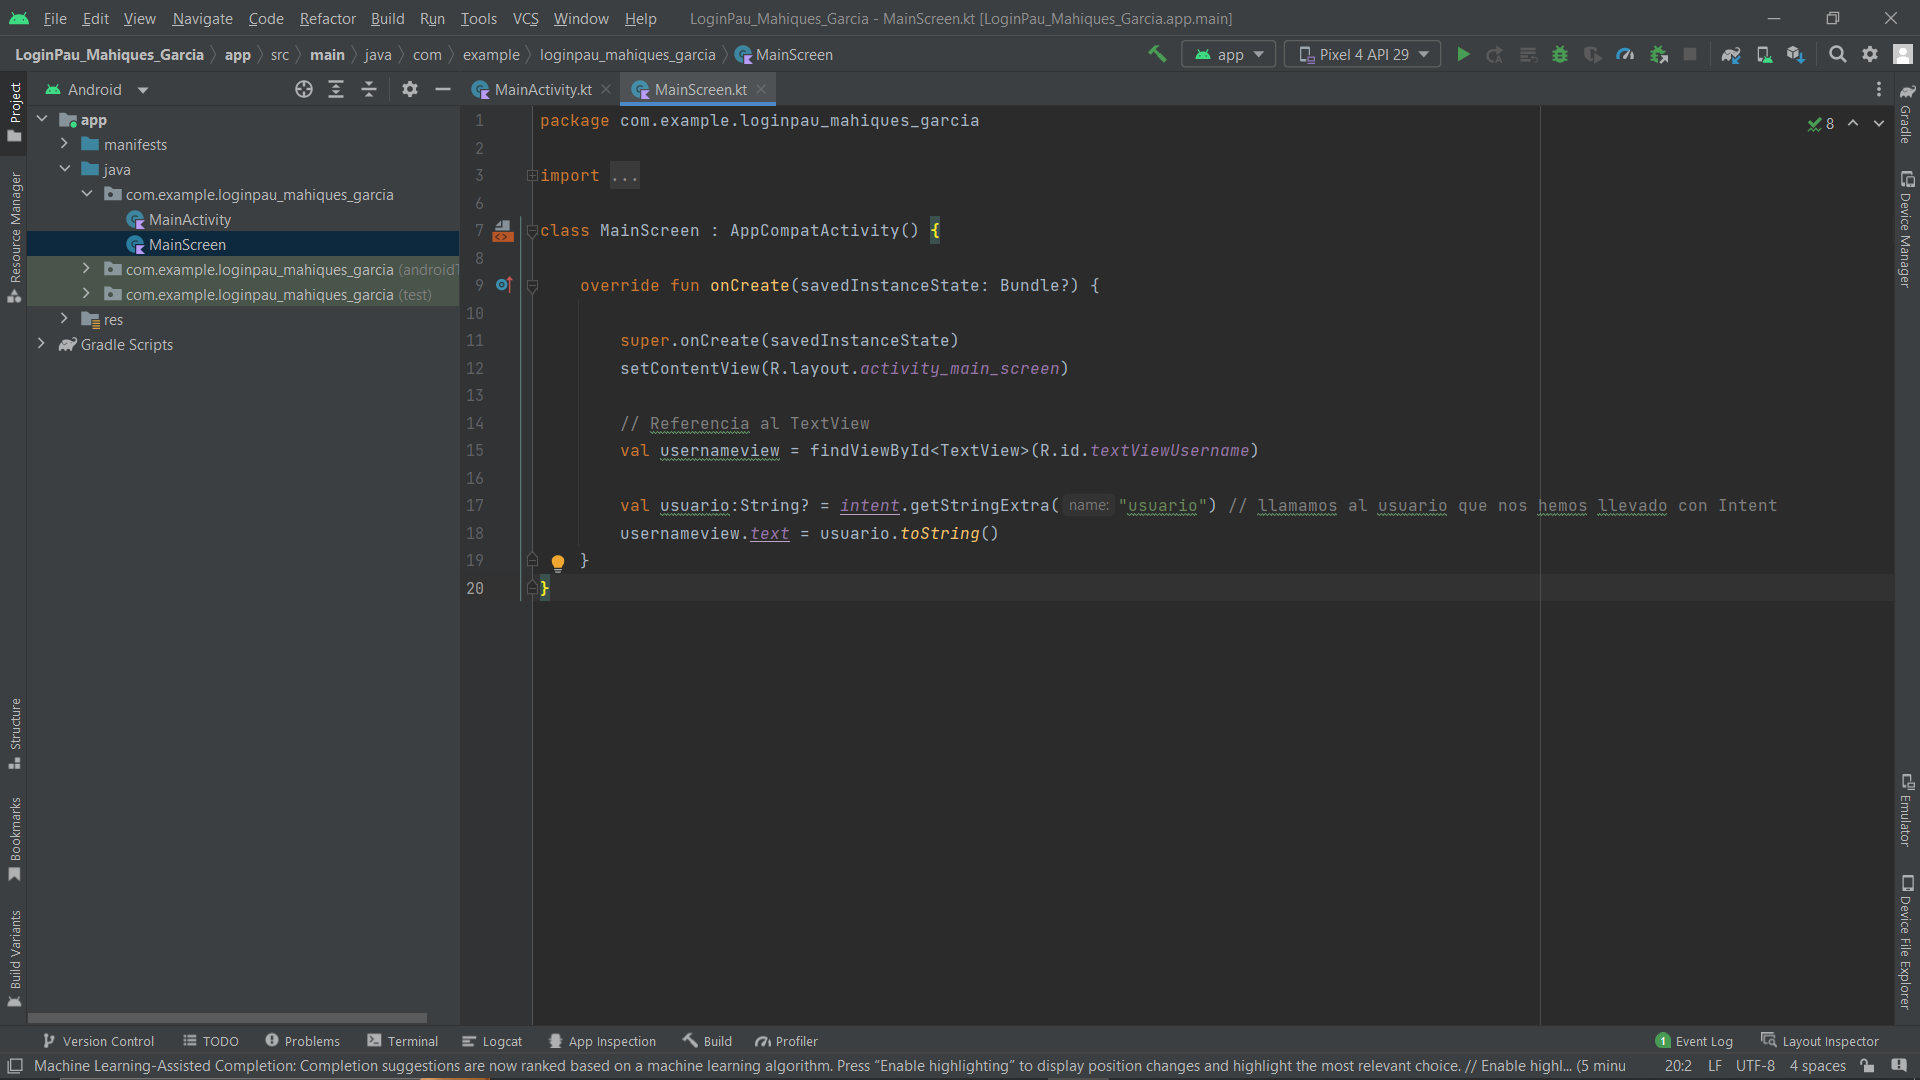 File Edit View Navigate Code Refactor Build Run Tools VCS Window Help LoginPau_Mahiques_Garcia - MainScreen.kt [LoginPau_Mahiques_Garcia.app.main]
LoginPau_Mahiques_Garcia app src main java com example loginpau_mahiques_garcia MainScreen app Pixel 4 API 29
Android
MainActivity.kt MainScreen.kt
app
manifests
java
com.example.loginpau_mahiques_garcia
MainActivity
MainScreen
com.example.loginpau_mahiques_garcia (androidT
com.example.loginpau_mahiques_garcia (test)
res
Gradle Scripts
Project
Resource Manager
Structure
Bookmarks
Build Variants
1 package com.example.loginpau_mahiques_garcia
2
3 import ...
6
7 class MainScreen : AppCompatActivity() {
8
9 override fun onCreate(savedInstanceState: Bundle?) {
10
11 super.onCreate(savedInstanceState)
12 setContentView(R.layout.activity_main_screen)
13
14 // Referencia al TextView
15 val usernameview = findViewById<TextView>(R.id.textViewUsername)
16
17 val usuario:String? = intent.getStringExtra( name: "usuario") // llamamos al usuario que nos hemos llevado con Intent
18 usernameview.text = usuario.toString()
19 }
20 }
8
Gradle
Device Manager
Emulator
Device File Explorer
Version Control TODO Problems Terminal Logcat App Inspection Build Profiler 1 Event Log Layout Inspector
Machine Learning-Assisted Completion: Completion suggestions are now ranked based on a machine learning algorithm. Press “Enable highlighting” to display position changes and highlight the most relevant choice. // Enable highl... (5 minu 20:2 LF UTF-8 4 spaces